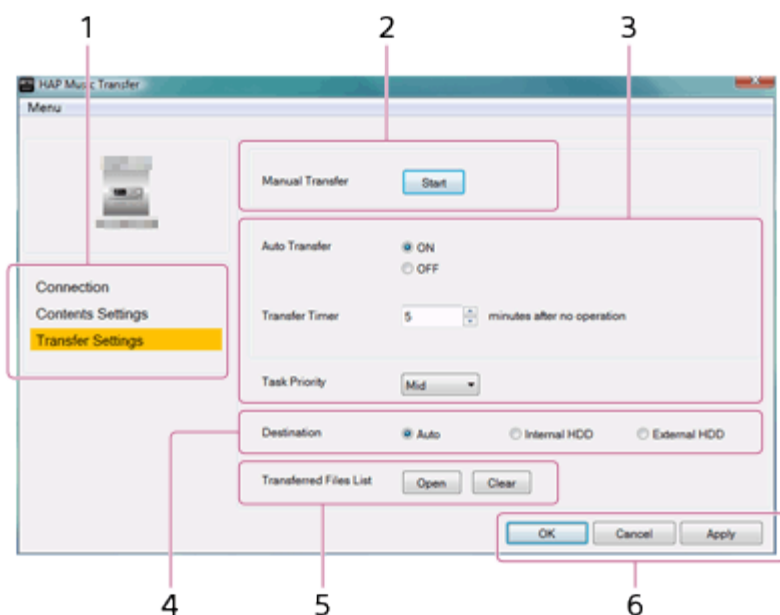 1 2 3
HAP Music Transfer
Menu
Manual Transfer Start
Auto Transfer ON
OFF
Connection
Contents Settings
Transfer Settings
Transfer Timer 5 minutes after no operation
Task Priority Mid
Destination Auto Internal HDD External HDD
Transferred Files List Open Clear
OK Cancel Apply
4 5 6